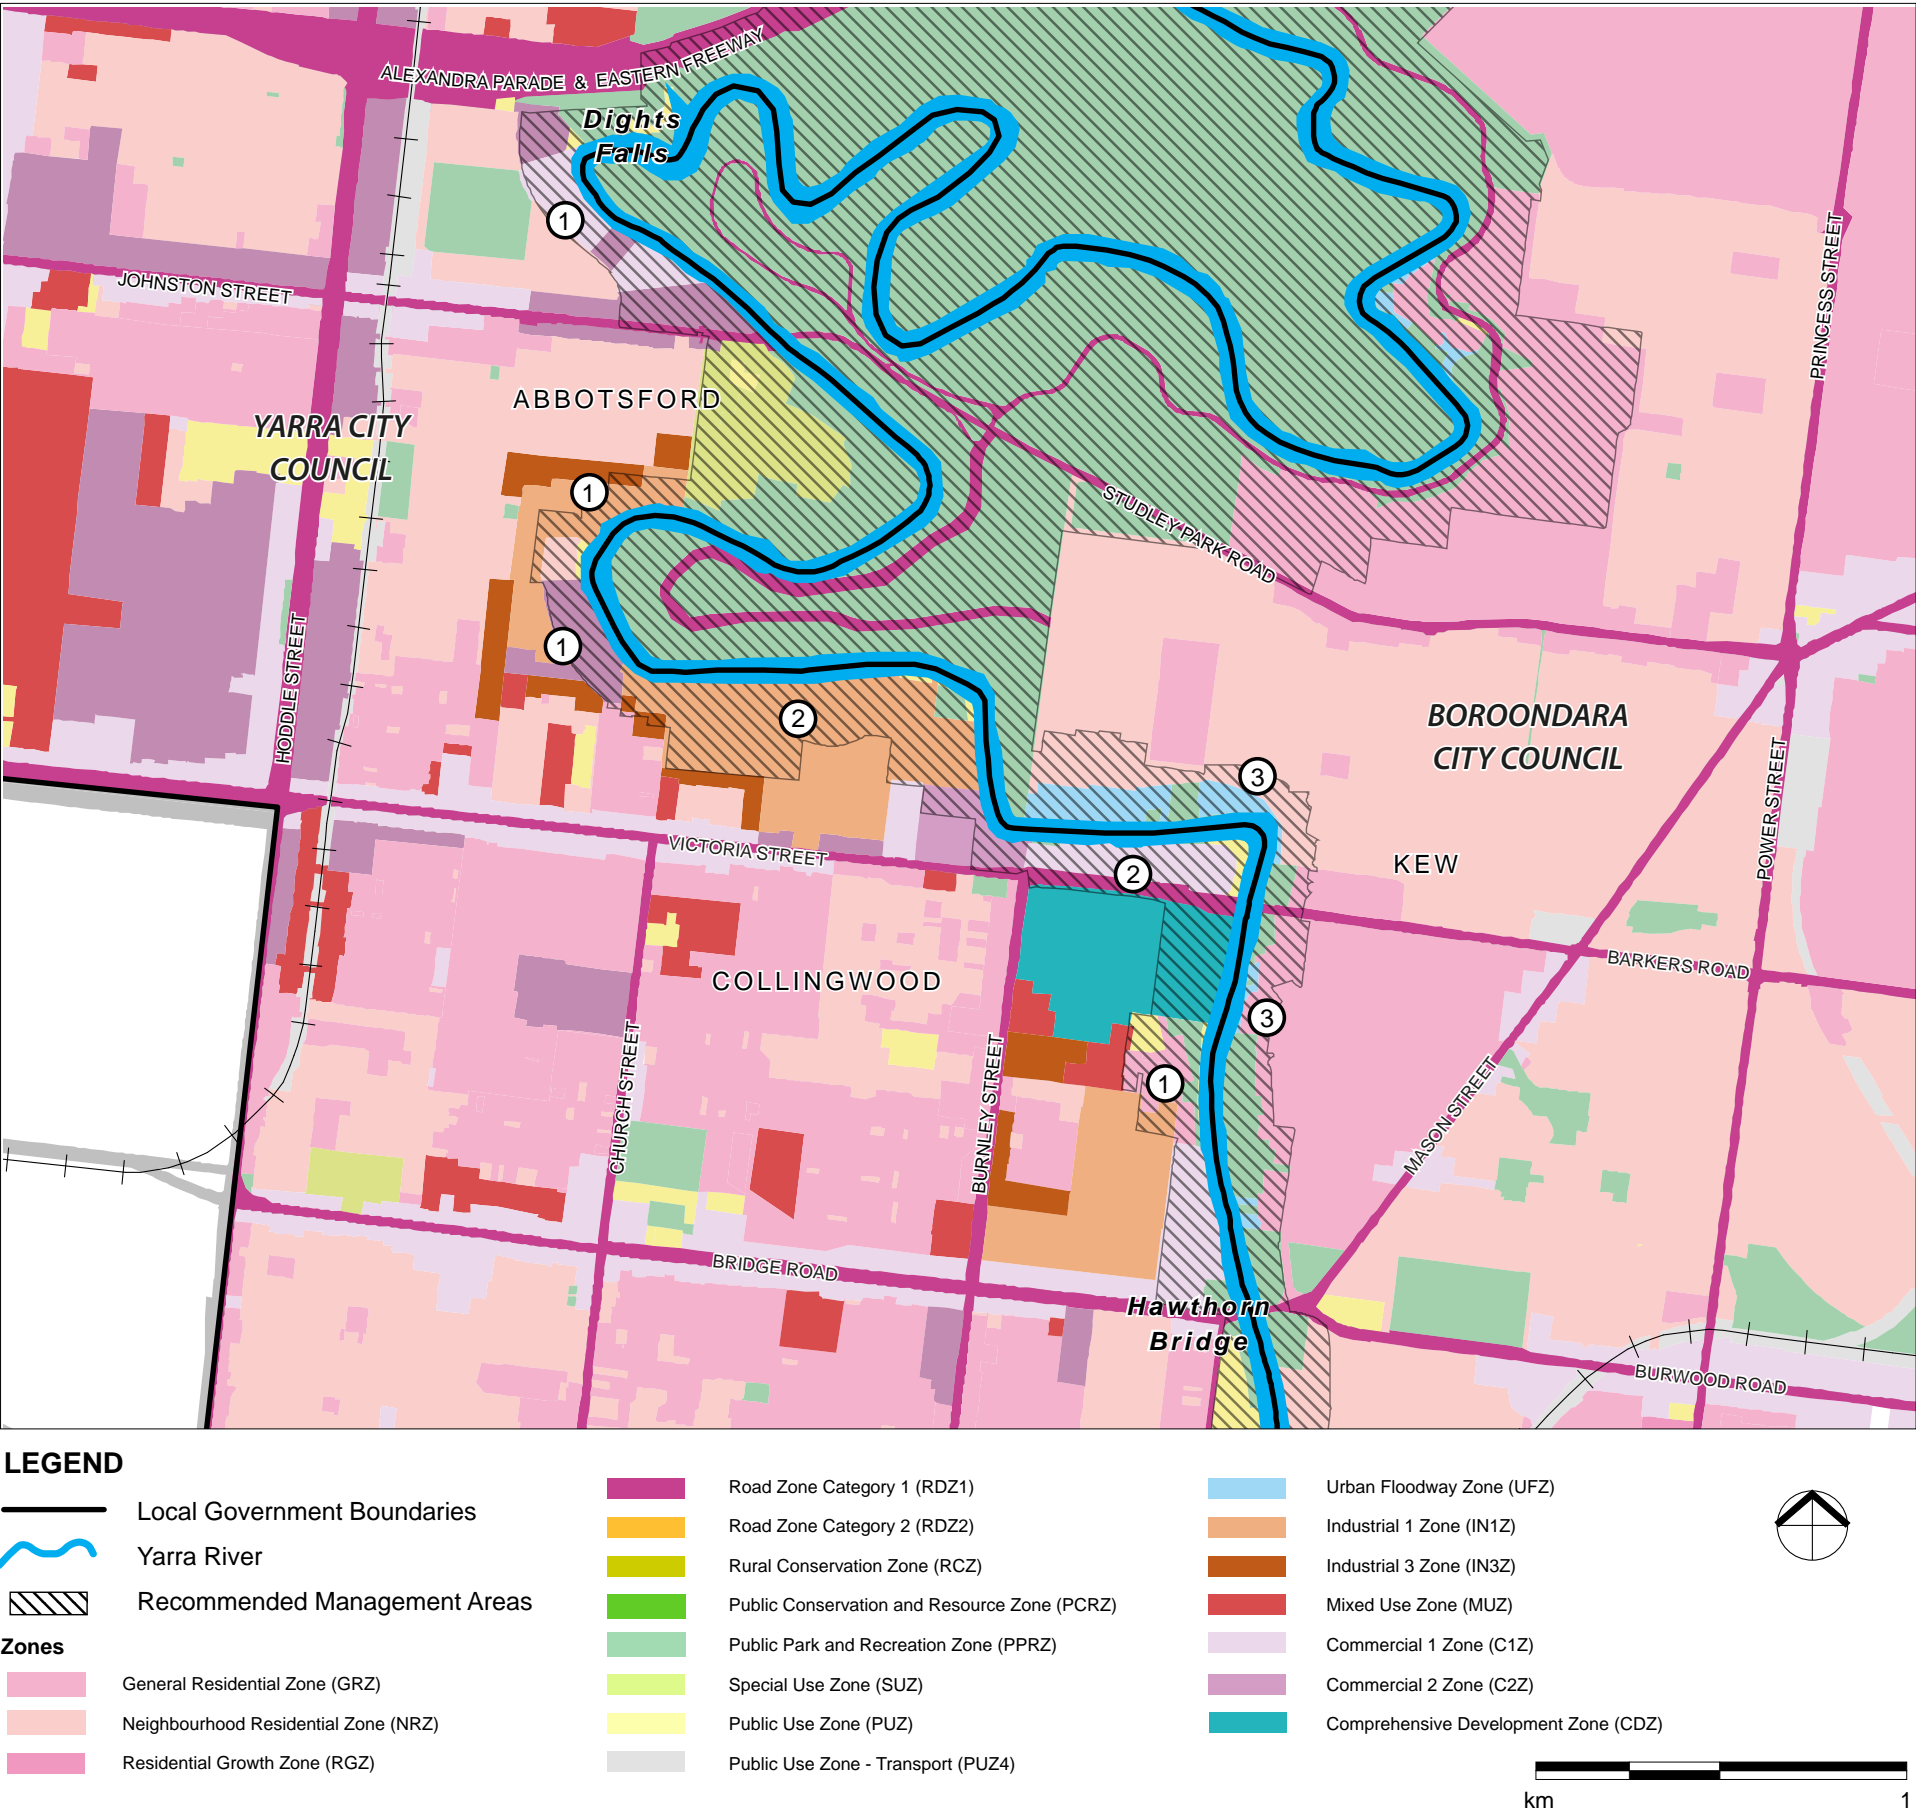 ALEXANDRA PARADE & EASTERN FREEWAY
Dights
Falls
1
JOHNSTON STREET
PRINCESS STREET
ABBOTSFORD
YARRA CITY
COUNCIL
1
STUDLEY PARK ROAD
HODDLE STREET
1
2
BOROONDARA
CITY COUNCIL
3
POWER STREET
VICTORIA STREET
2
KEW
COLLINGWOOD
BARKERS ROAD
3
CHURCH STREET
BURNLEY STREET
1
MASON STREET
BRIDGE ROAD
Hawthorn
Bridge
BURWOOD ROAD
LEGEND
Local Government Boundaries
Yarra River
Recommended Management Areas
Zones
General Residential Zone (GRZ)
Neighbourhood Residential Zone (NRZ)
Residential Growth Zone (RGZ)
Road Zone Category 1 (RDZ1)
Road Zone Category 2 (RDZ2)
Rural Conservation Zone (RCZ)
Public Conservation and Resource Zone (PCRZ)
Public Park and Recreation Zone (PPRZ)
Special Use Zone (SUZ)
Public Use Zone (PUZ)
Public Use Zone - Transport (PUZ4)
Urban Floodway Zone (UFZ)
Industrial 1 Zone (IN1Z)
Industrial 3 Zone (IN3Z)
Mixed Use Zone (MUZ)
Commercial 1 Zone (C1Z)
Commercial 2 Zone (C2Z)
Comprehensive Development Zone (CDZ)
km 1